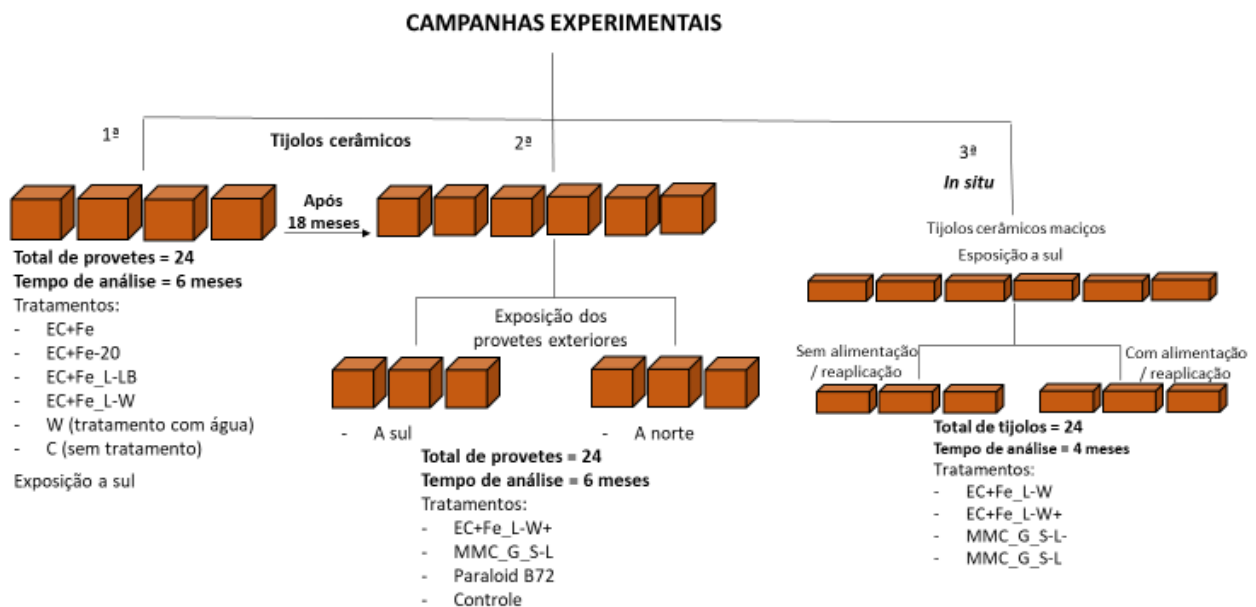 CAMPANHAS EXPERIMENTAIS
1ª
Tijolos cerâmicos
2ª
Após
18 meses
Total de provetes = 24
Tempo de análise = 6 meses
Tratamentos:
- EC+Fe
- EC+Fe-20
- EC+Fe_L-LB
- EC+Fe_L-W
- W (tratamento com água)
- C (sem tratamento)
Exposição a sul
Exposição dos
provetes exteriores
- A sul
- A norte
Total de provetes = 24
Tempo de análise = 6 meses
Tratamentos:
- EC+Fe_L-W+
- MMC_G_S-L
- Paraloid B72
- Controle
3ª
In situ
Tijolos cerâmicos maciços
Exposição a sul
Sem alimentação
/ reaplicação
Com alimentação
/ reaplicação
Total de tijolos = 24
Tempo de análise = 4 meses
Tratamentos:
- EC+Fe_L-W
- EC+Fe_L-W+
- MMC_G_S-L-
- MMC_G_S-L